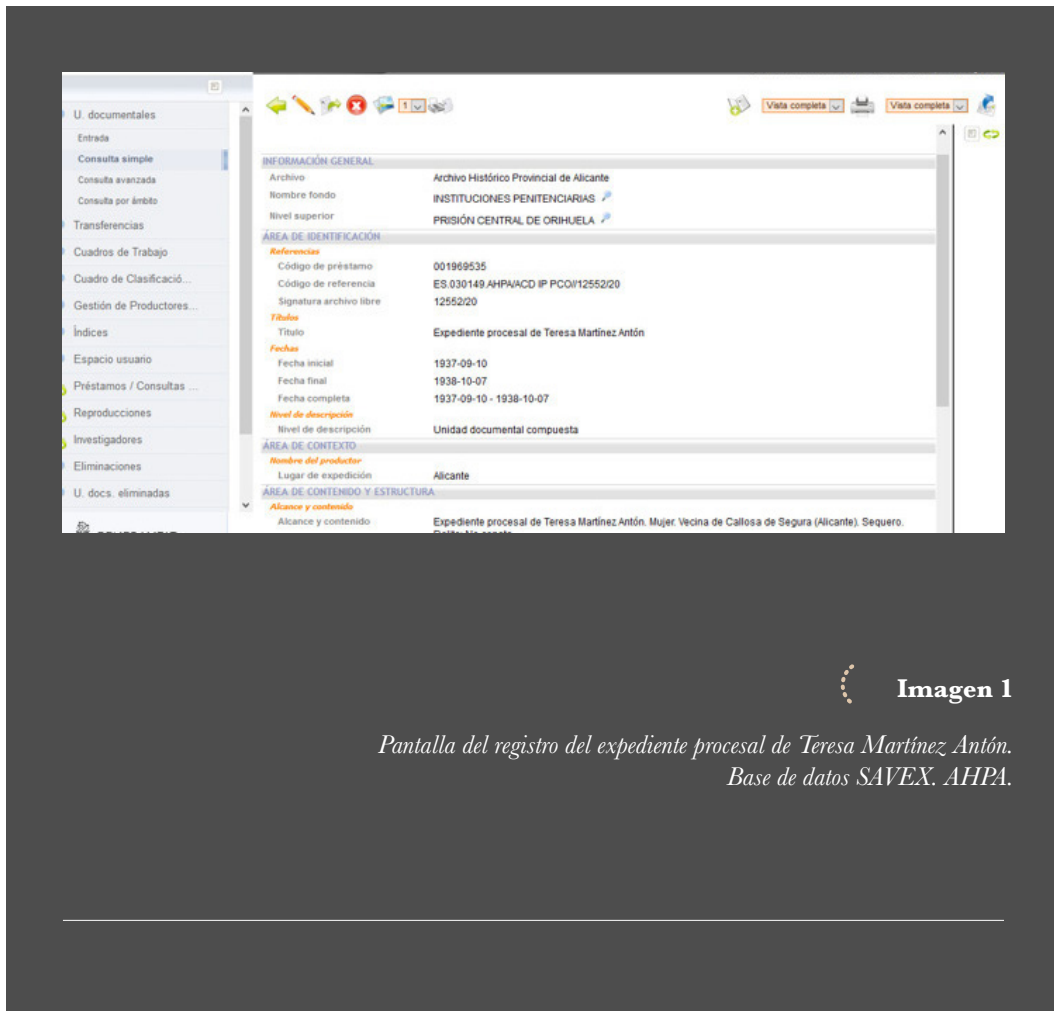 U. documentales
Entrada
Consulta simple
Consulta avanzada
Consulta por ámbito
Transferencias
Cuadros de Trabajo
Cuadro de Clasificació...
Gestión de Productores...
Índices
Espacio usuario
Préstamos / Consultas ...
Reproducciones
Investigadores
Eliminaciones
U. docs. eliminadas
1
Vista completa
Vista completa
INFORMACIÓN GENERAL
Archivo Archivo Histórico Provincial de Alicante
Nombre fondo INSTITUCIONES PENITENCIARIAS
Nivel superior PRISIÓN CENTRAL DE ORIHUELA
ÁREA DE IDENTIFICACIÓN
Referencias
Código de préstamo 001969535
Código de referencia ES.030149.AHPA/ACD IP PCO//12552/20
Signatura archivo libre 12552/20
Títulos
Título Expediente procesal de Teresa Martínez Antón
Fechas
Fecha inicial 1937-09-10
Fecha final 1938-10-07
Fecha completa 1937-09-10 - 1938-10-07
Nivel de descripción
Nivel de descripción Unidad documental compuesta
ÁREA DE CONTEXTO
Nombre del productor
Lugar de expedición Alicante
ÁREA DE CONTENIDO Y ESTRUCTURA
Alcance y contenido
Alcance y contenido Expediente procesal de Teresa Martínez Antón. Mujer. Vecina de Callosa de Segura (Alicante). Sequero.
Imagen 1
Pantalla del registro del expediente procesal de Teresa Martínez Antón.
Base de datos SAVEX. AHPA.